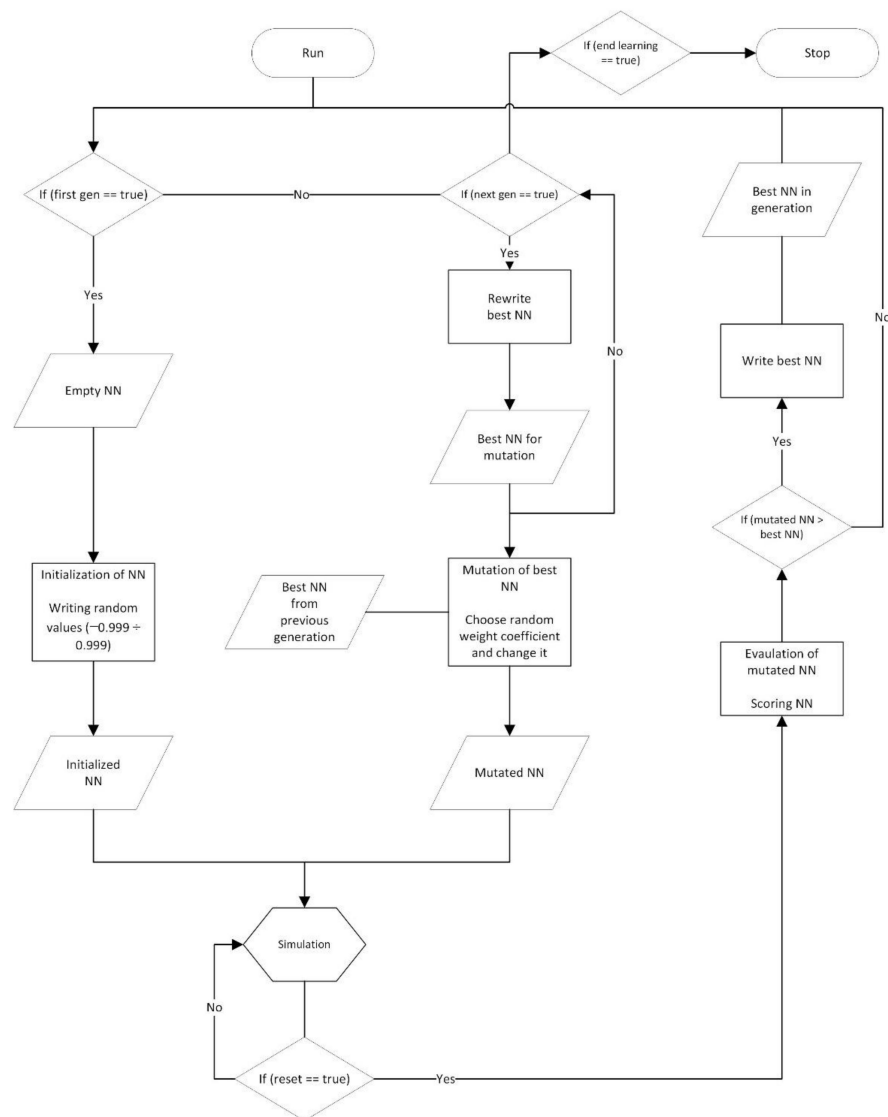 Run
If (end learning
== true)
Stop
If (first gen == true)
No
If (next gen == true)
Best NN in
generation
Yes
Rewrite
best NN
Yes
No
No
Write best NN
Empty NN
Best NN for
mutation
Yes
If (mutated NN >
best NN)
Initialization of NN
Writing random
values (−0.999 ÷
0.999)
Best NN
from
previous
generation
Mutation of best
NN
Choose random
weight coefficient
and change it
Evaulation of
mutated NN
Scoring NN
Initialized
NN
Mutated NN
Simulation
No
If (reset == true)
Yes